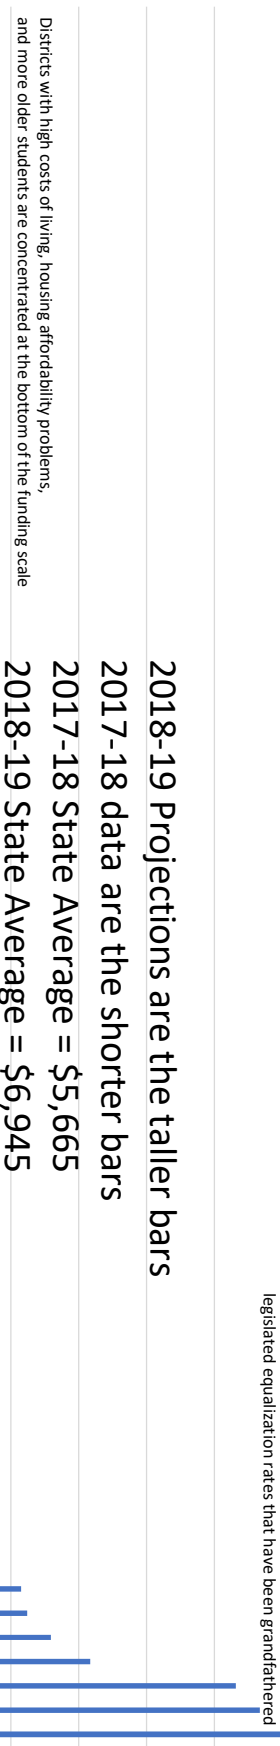 legislated equalization rates that have been grandfathered
2018-19 Projections are the taller bars
2017-18 data are the shorter bars
2017-18 State Average = $5,665
2018-19 State Average = $6,945
Districts with high costs of living, housing affordability problems,
and more older students are concentrated at the bottom of the funding scale